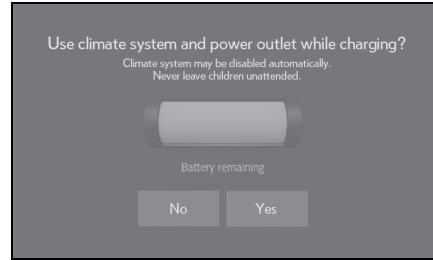 Use climate system and power outlet while charging?
Climate system may be disabled automatically.
Never leave children unattended.
Battery remaining
No Yes